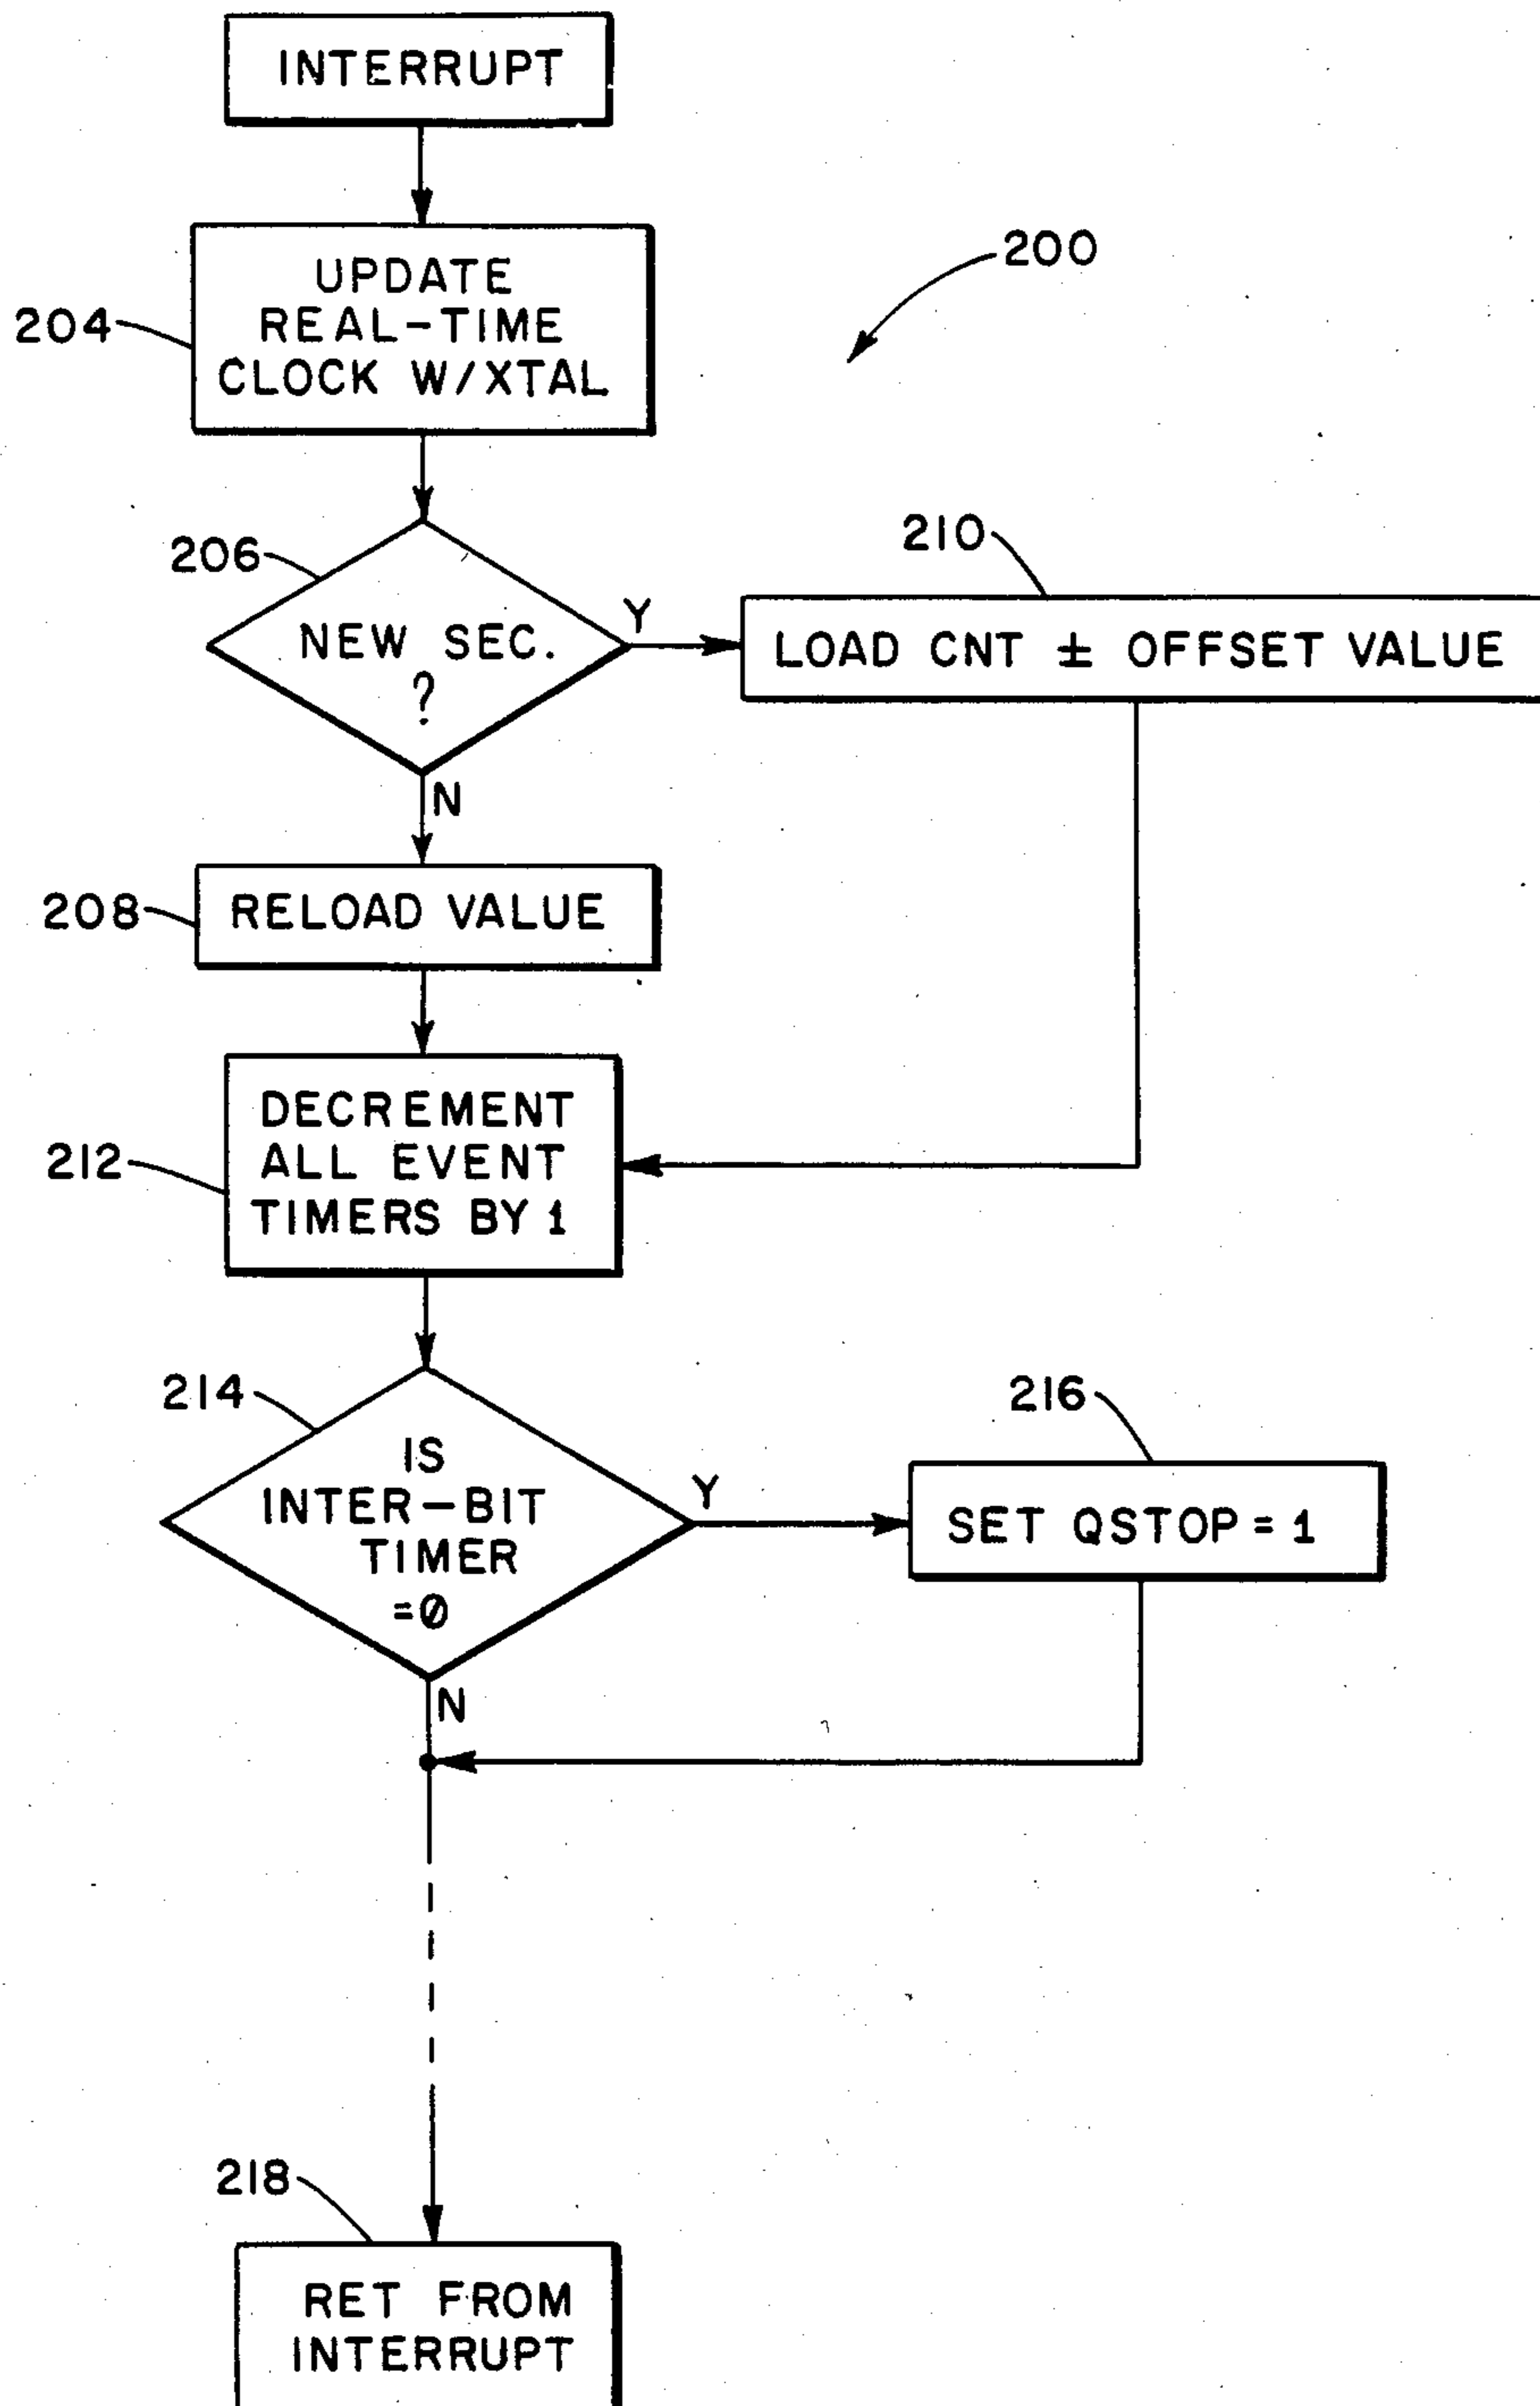 INTERRUPT
UPDATE
REAL-TIME
CLOCK W/XTAL
200
204
206
NEW SEC.
?
Y
210
LOAD CNT ± OFFSET VALUE
N
208
RELOAD VALUE
212
DECREMENT
ALL EVENT
TIMERS BY 1
214
IS
INTER-BIT
TIMER
=0
Y
216
SET QSTOP = 1
N
218
RET FROM
INTERRUPT